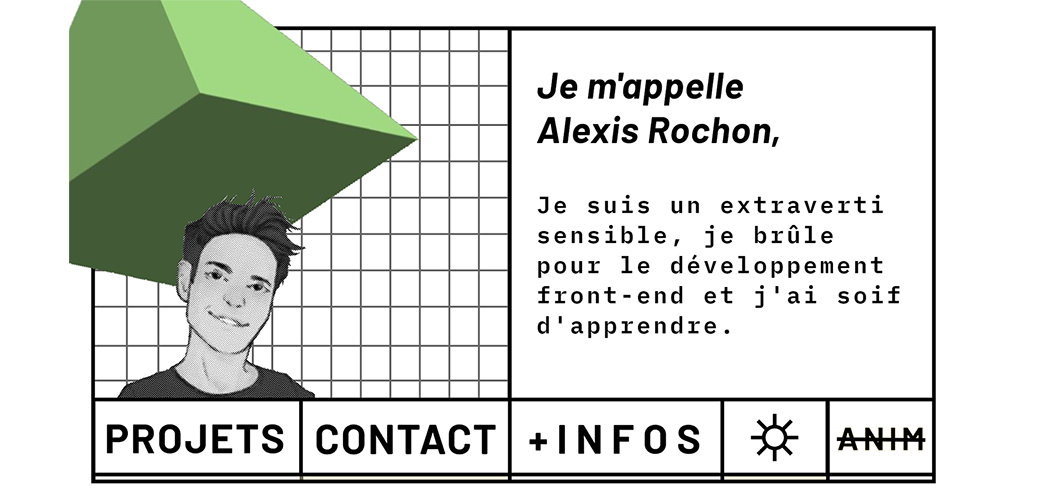 Je m'appelle
Alexis Rochon,
Je suis un extraverti
sensible, je brûle
pour le développement
front-end et j'ai soif
d'apprendre.
PROJETS CONTACT +INFOS ANIM